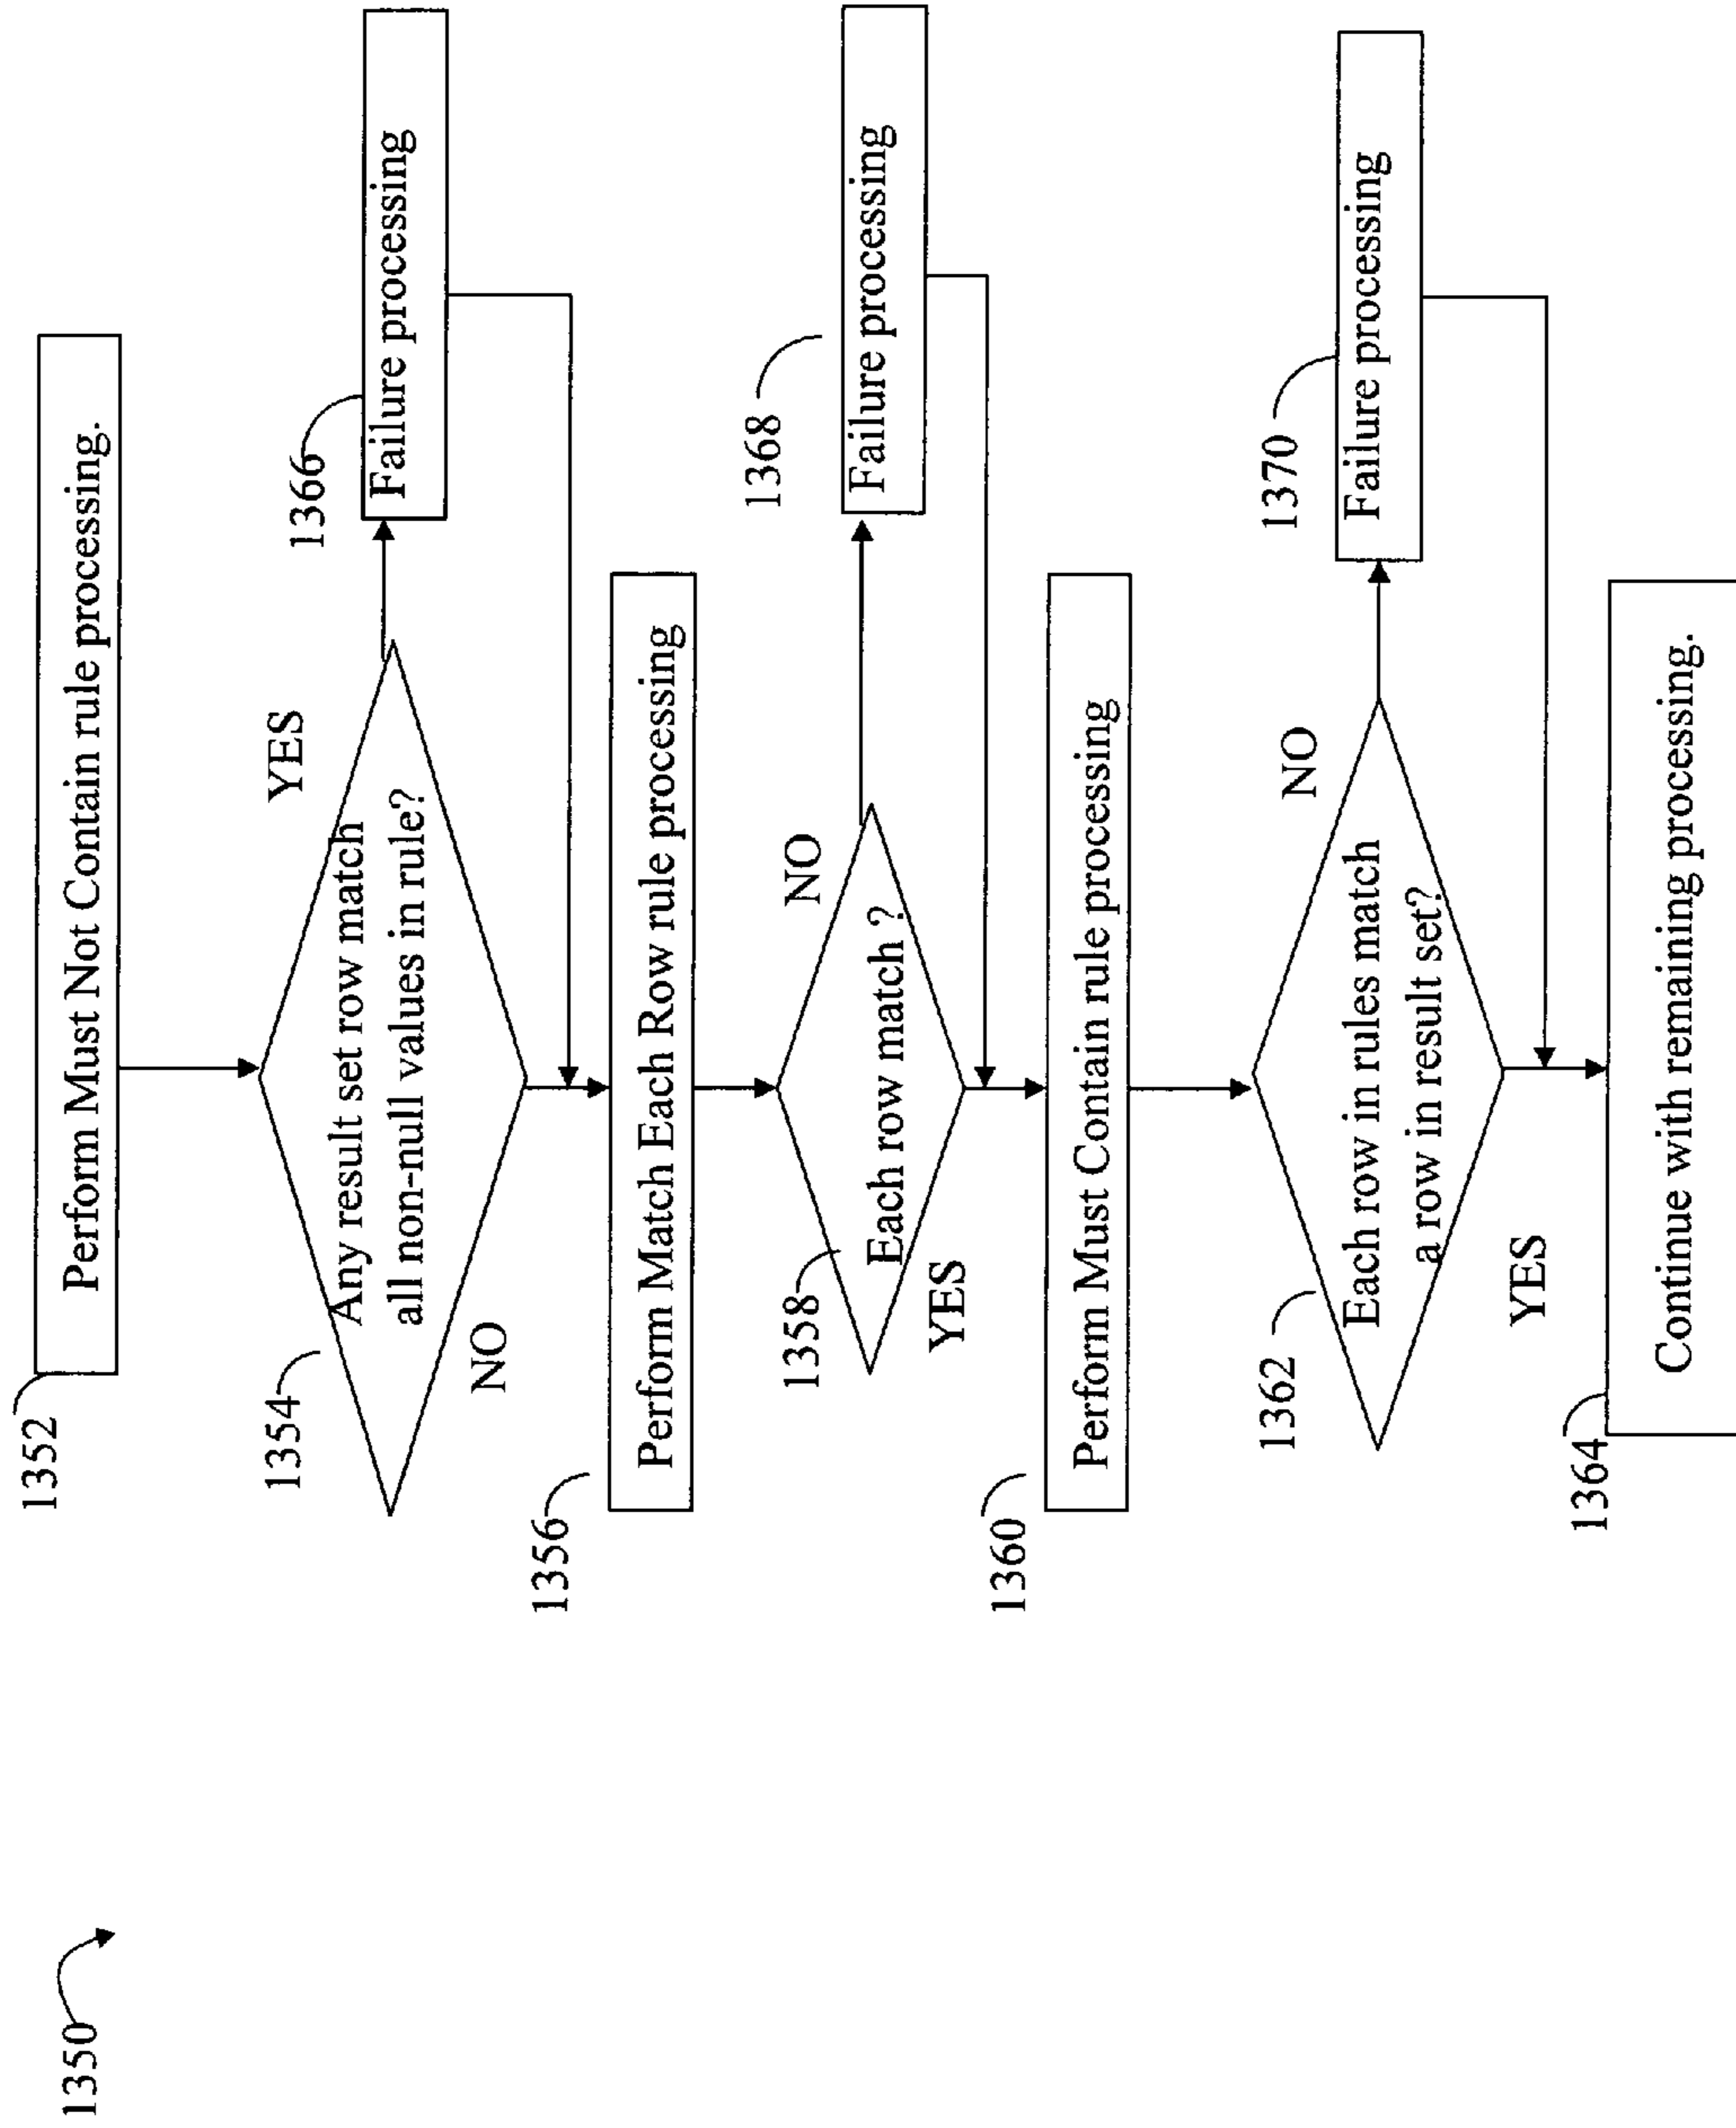 1350
1352
Perform Must Not Contain rule processing.
1354
Any result set row match
all non-null values in rule?
YES
1366
Failure processing
NO
1356
Perform Match Each Row rule processing
1358
Each row match ?
NO
1368
Failure processing
YES
1360
Perform Must Contain rule processing
1362
Each row in rules match
a row in result set?
NO
1370
Failure processing
YES
1364
Continue with remaining processing.